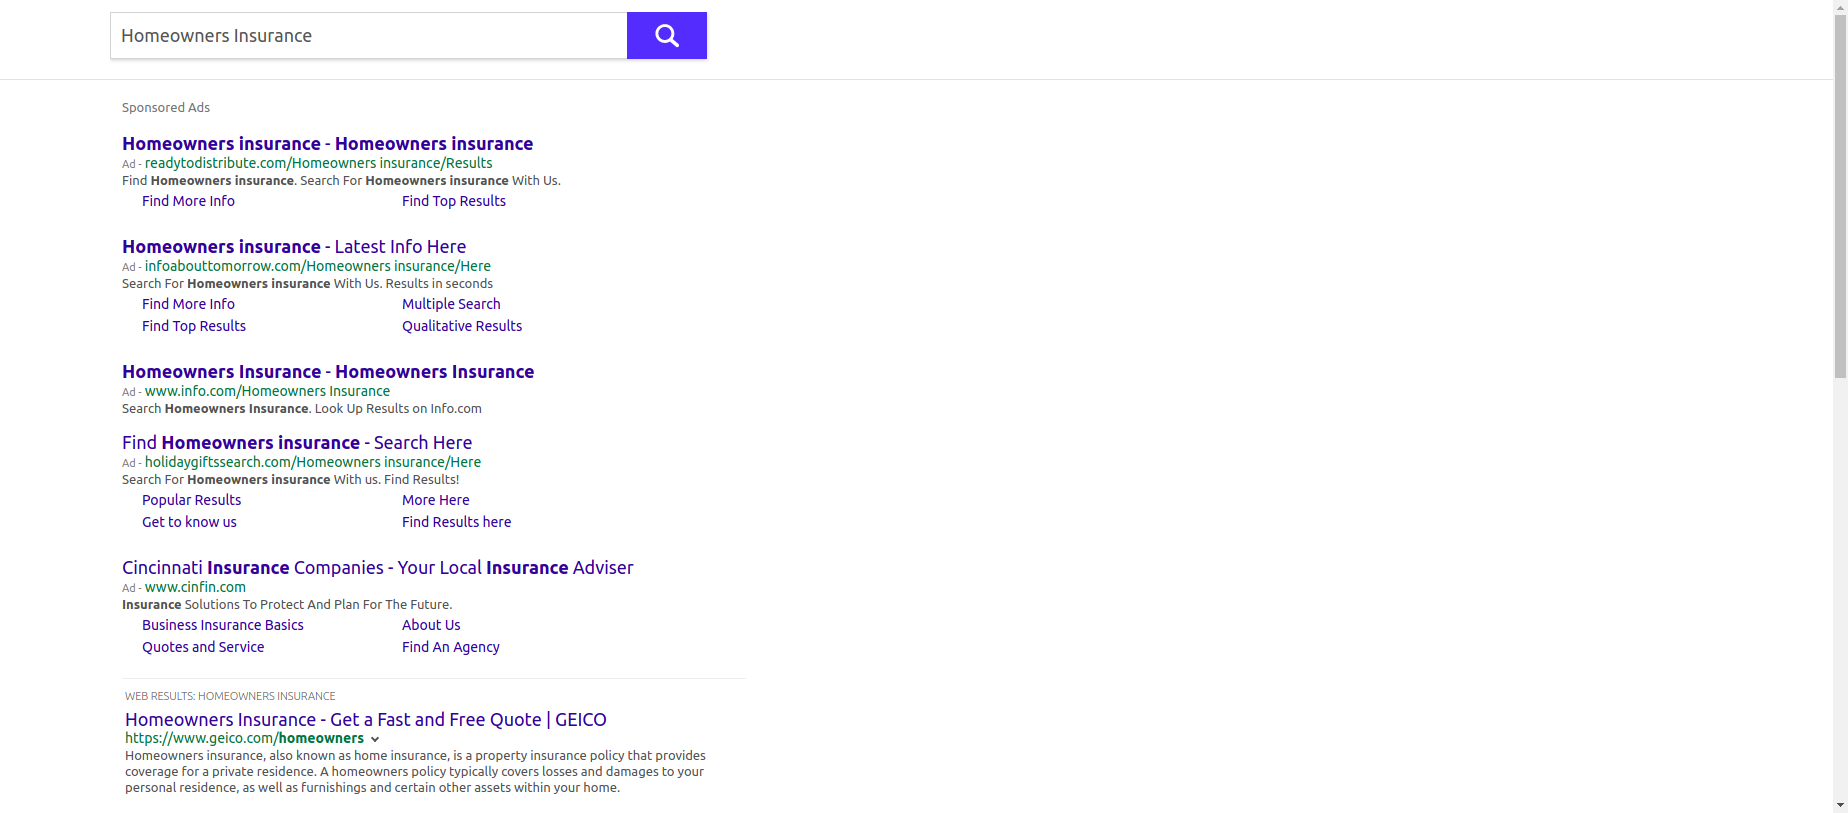 Homeowners Insurance
Sponsored Ads
Homeowners insurance - Homeowners insurance
Ad - readytodistribute.com/Homeowners insurance/Results
Find Homeowners insurance. Search For Homeowners insurance With Us.
Find More Info Find Top Results
Homeowners insurance - Latest Info Here
Ad - infoabouttomorrow.com/Homeowners insurance/Here
Search For Homeowners insurance With Us. Results in seconds
Find More Info Multiple Search
Find Top Results Qualitative Results
Homeowners Insurance - Homeowners Insurance
Ad - www.info.com/Homeowners Insurance
Search Homeowners Insurance. Look Up Results on Info.com
Find Homeowners insurance - Search Here
Ad - holidaygiftssearch.com/Homeowners insurance/Here
Search For Homeowners insurance With us. Find Results!
Popular Results More Here
Get to know us Find Results here
Cincinnati Insurance Companies - Your Local Insurance Adviser
Ad - www.cinfin.com
Insurance Solutions To Protect And Plan For The Future.
Business Insurance Basics About Us
Quotes and Service Find An Agency
WEB RESULTS: HOMEOWNERS INSURANCE
Homeowners Insurance - Get a Fast and Free Quote | GEICO
https://www.geico.com/homeowners
Homeowners insurance, also known as home insurance, is a property insurance policy that provides
coverage for a private residence. A homeowners policy typically covers losses and damages to your
personal residence, as well as furnishings and certain other assets within your home.